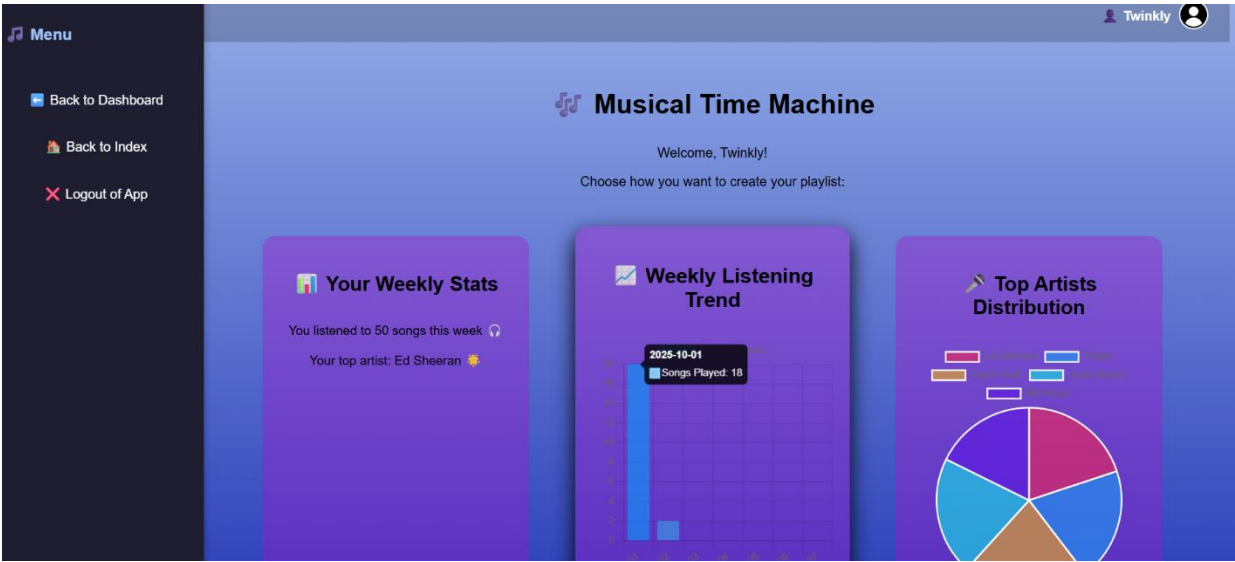 Menu
Twinkly
Back to Dashboard
Back to Index
Logout of App
Musical Time Machine
Welcome, Twinkly!
Choose how you want to create your playlist:
Your Weekly Stats
You listened to 50 songs this week
Your top artist: Ed Sheeran
Weekly Listening
Trend
2025-10-01
Songs Played: 18
Top Artists
Distribution